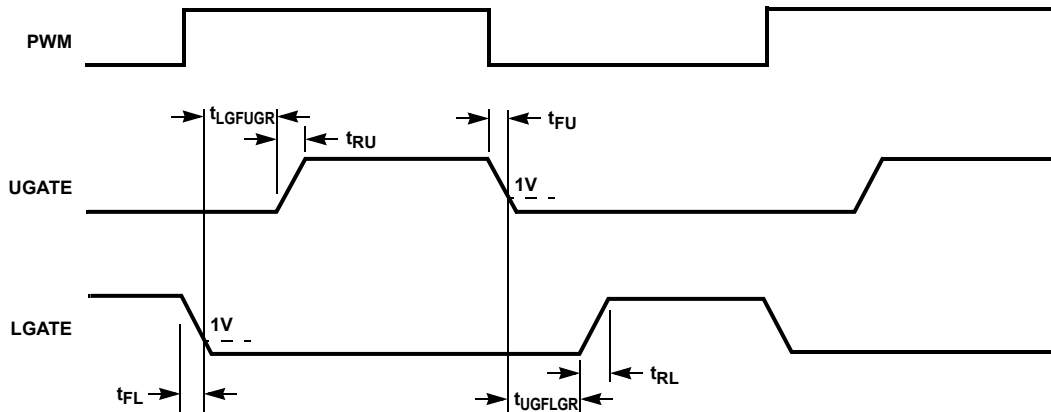 PWM
tLGFUGR
tRU
tFU
UGATE
1V
LGATE
1V
tFL
tRL
tUGFLGR